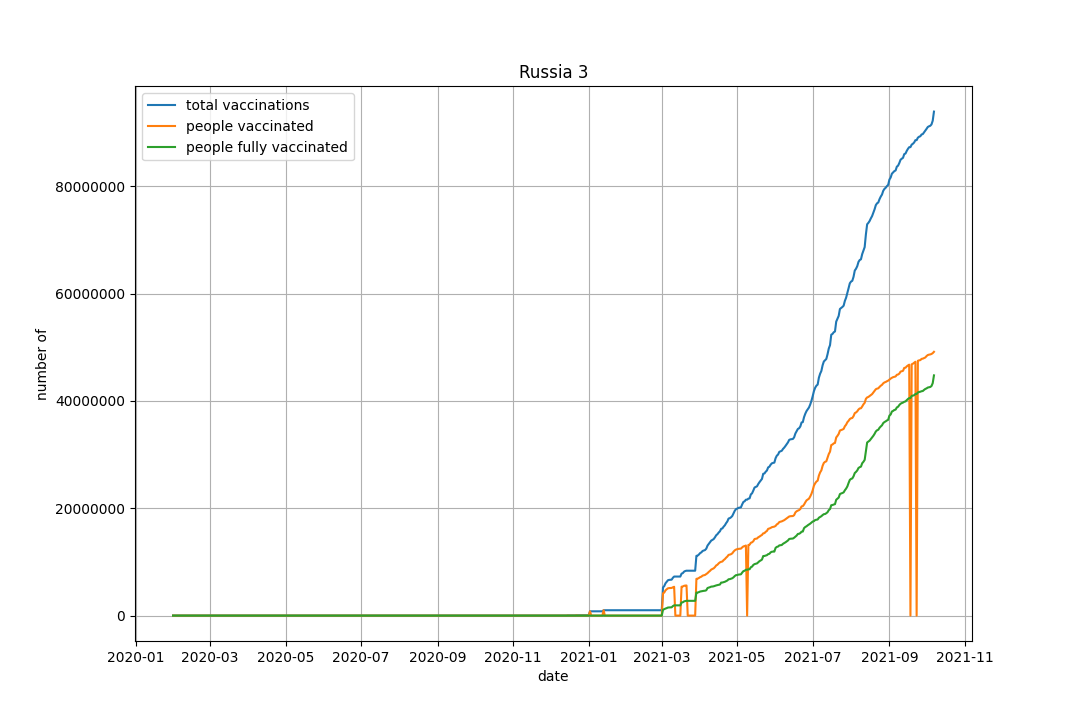 Russia 3
total vaccinations
people vaccinated
people fully vaccinated
80000000
60000000
40000000
20000000
0
number of
2020-01 2020-03 2020-05 2020-07 2020-09 2020-11 2021-01 2021-03 2021-05 2021-07 2021-09 2021-11
date